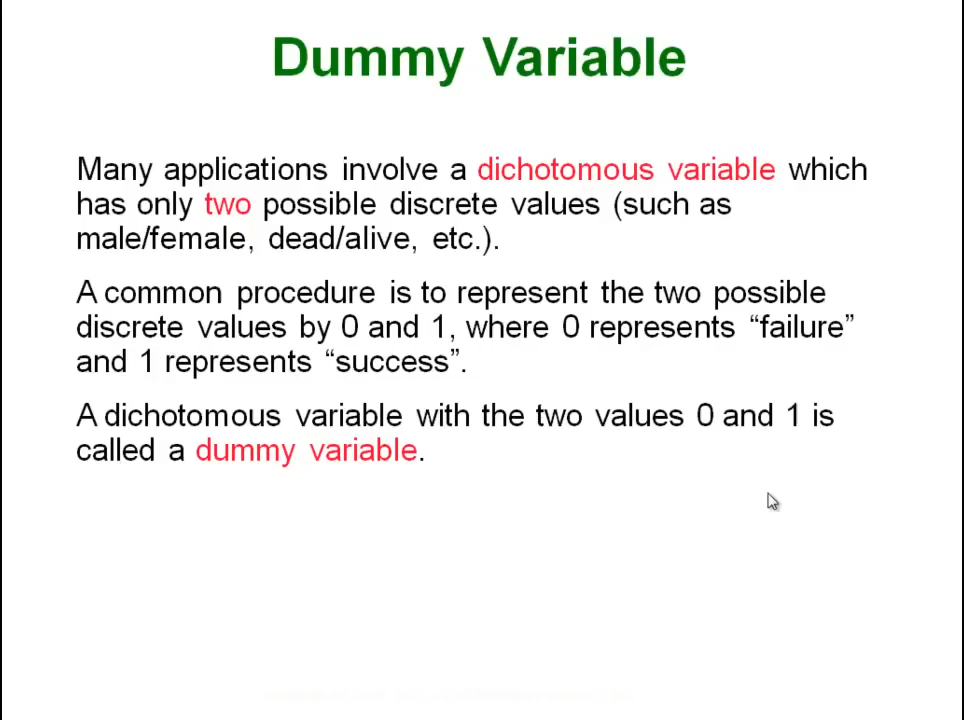 Dummy Variable
Many applications involve a dichotomous variable which
has only two possible discrete values (such as
male/female, dead/alive, etc.).
A common procedure is to represent the two possible
discrete values by 0 and 1, where 0 represents “failure”
and 1 represents “success”.
A dichotomous variable with the two values 0 and 1 is
called a dummy variable.